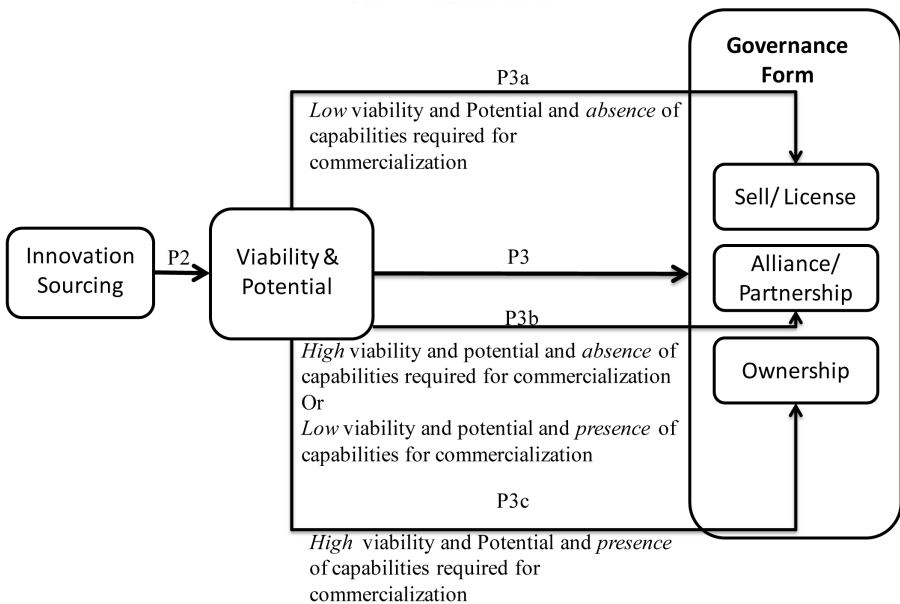 Governance
Form
P3a
Low viability and Potential and absence of
capabilities required for
commercialization
Sell/ License
Innovation
Sourcing
P2
Viability &
Potential
P3
Alliance/
Partnership
P3b
High viability and potential and absence of
capabilities required for commercialization
Or
Low viability and potential and presence of
capabilities for commercialization
Ownership
P3c
High viability and Potential and presence
of capabilities required for
commercialization